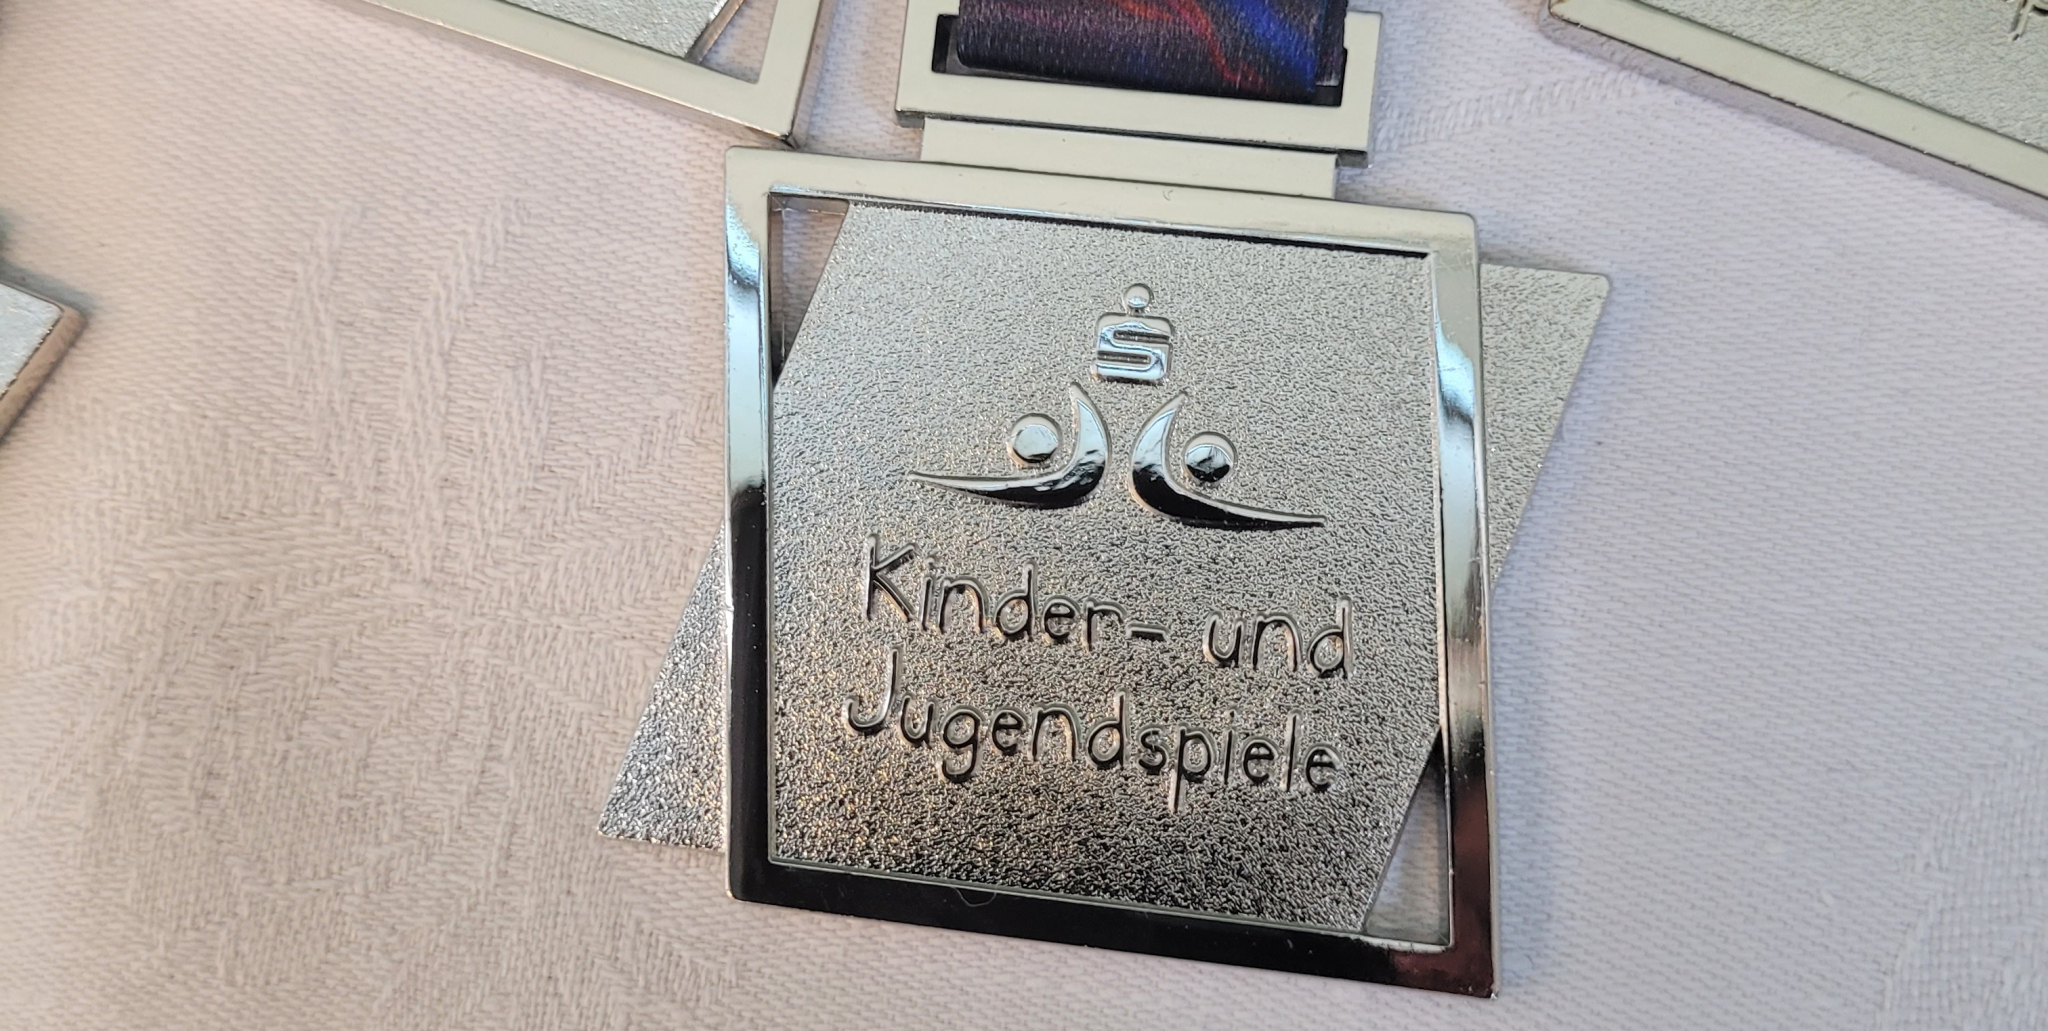 S
Kinder- und
Jugendspiele